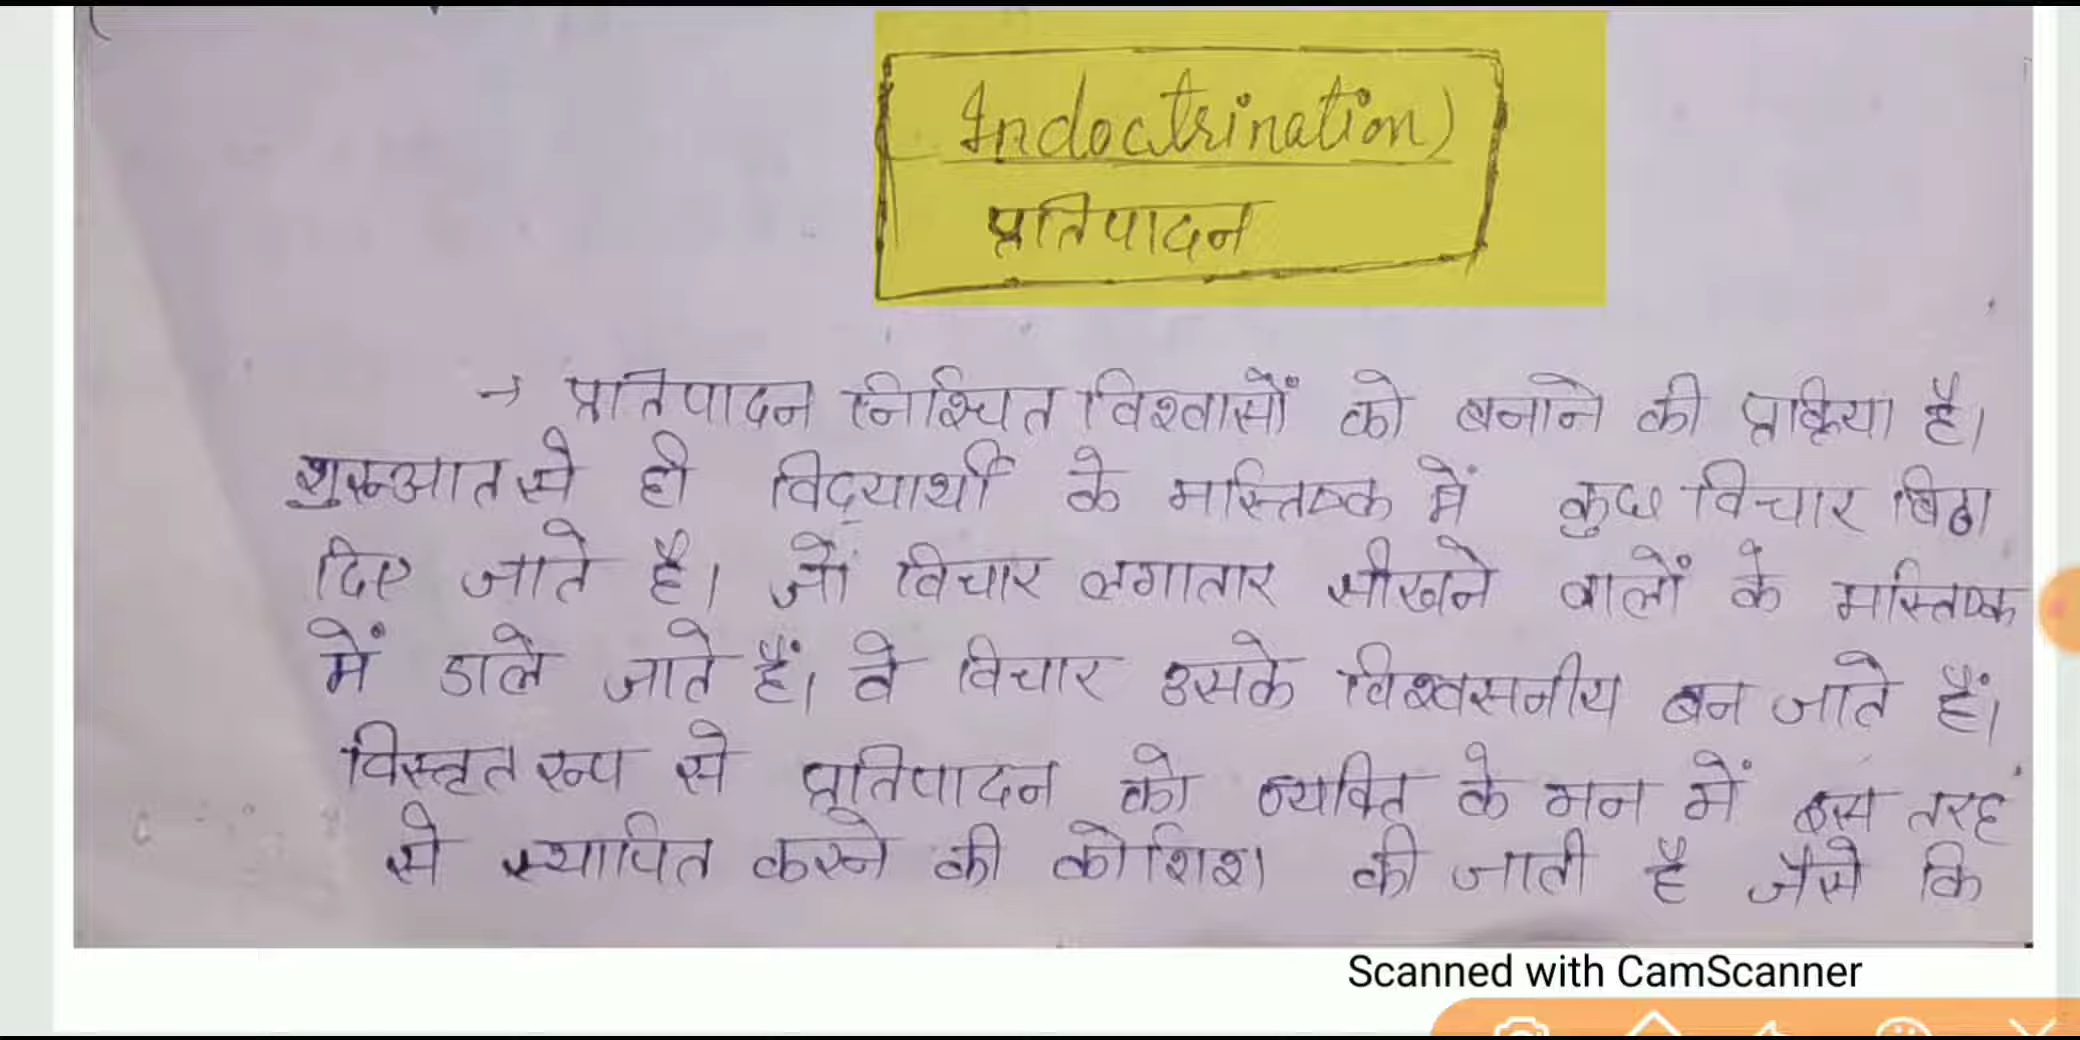 Indoctrination)
प्रतिपादन
→ प्रतिपादन निश्चित विश्वासों को बनाने की प्रक्रिया है।
शुरूआत से ही विद्यार्थी के मस्तिष्क में कुछ विचार बिठा
दिए जाते है। जो विचार लगातार सीखने वालों के मस्तिष्क
में डाले जाते हैं। वे विचार उसके विश्वसनीय बन जाते हैं।
विस्तृत रूप से प्रतिपादन को व्यक्ति के मन में इस तरह
से स्थापित करने की कोशिश की जाती है जैसे कि
Scanned with CamScanner